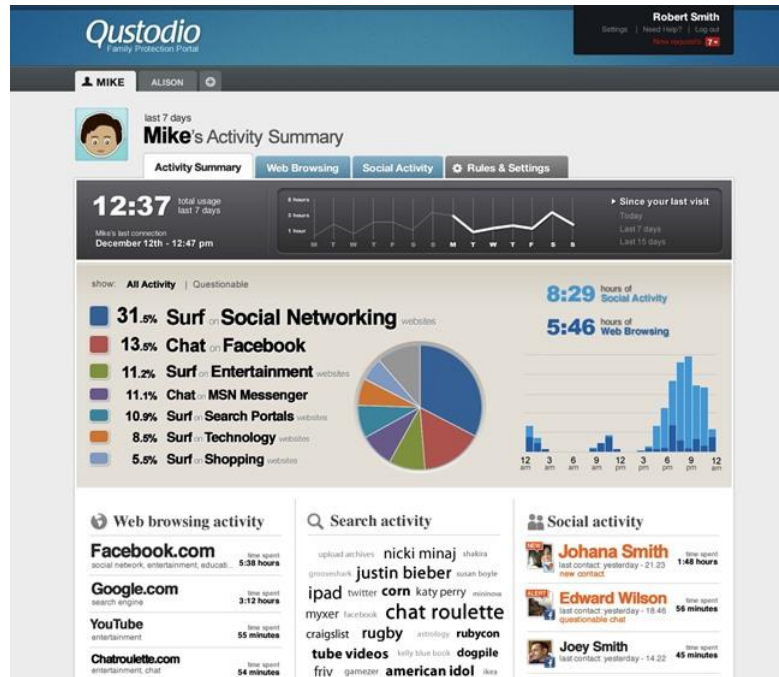 Qustodio
Family Protection Portal
Robert Smith
Settings | Need Help? | Log out
New requests 7
MIKE
ALISON
last 7 days
Mike's Activity Summary
Activity Summary
Web Browsing
Social Activity
Rules & Settings
12:37 total usage last 7 days
Mike's last connection
December 12th - 12:47 pm
8 hours
3 hours
1 hour
M T W T F S S M T W T F S S
Since your last visit
Today
Last 7 days
Last 15 days
show: All Activity | Questionable
31.5% Surf on Social Networking websites
13.5% Chat on Facebook
11.2% Surf on Entertainment websites
11.1% Chat on MSN Messenger
10.9% Surf on Search Portals websites
8.5% Surf on Technology websites
5.5% Surf on Shopping websites
8:29 hours of Social Activity
5:46 hours of Web Browsing
12 am 3 am 6 am 9 am 12 pm 3 pm 6 pm 9 pm 12 am
Web browsing activity
Facebook.com
social network, entertainment, educati...
time spent
5:38 hours
Google.com
search engine
time spent
3:12 hours
YouTube
entertainment
time spent
55 minutes
Chatroulette.com
entertainment, chat
time spent
54 minutes
Search activity
upload archives nicki minaj shakira
grooveshark justin bieber susan boyle
ipad twitter corn katy perry mininova
myxer facebook chat roulette
craigslist rugby astrology rubycon
tube videos kelly blue book dogpile
friv gamezer american idol ikea
Social activity
NEW
Johana Smith
last contact: yesterday - 21.23
new contact
time spent
1:48 hours
ALERT
Edward Wilson
last contact: yesterday - 18:46
questionable chat
time spent
56 minutes
Joey Smith
last contact: yesterday - 14.22
time spent
45 minutes